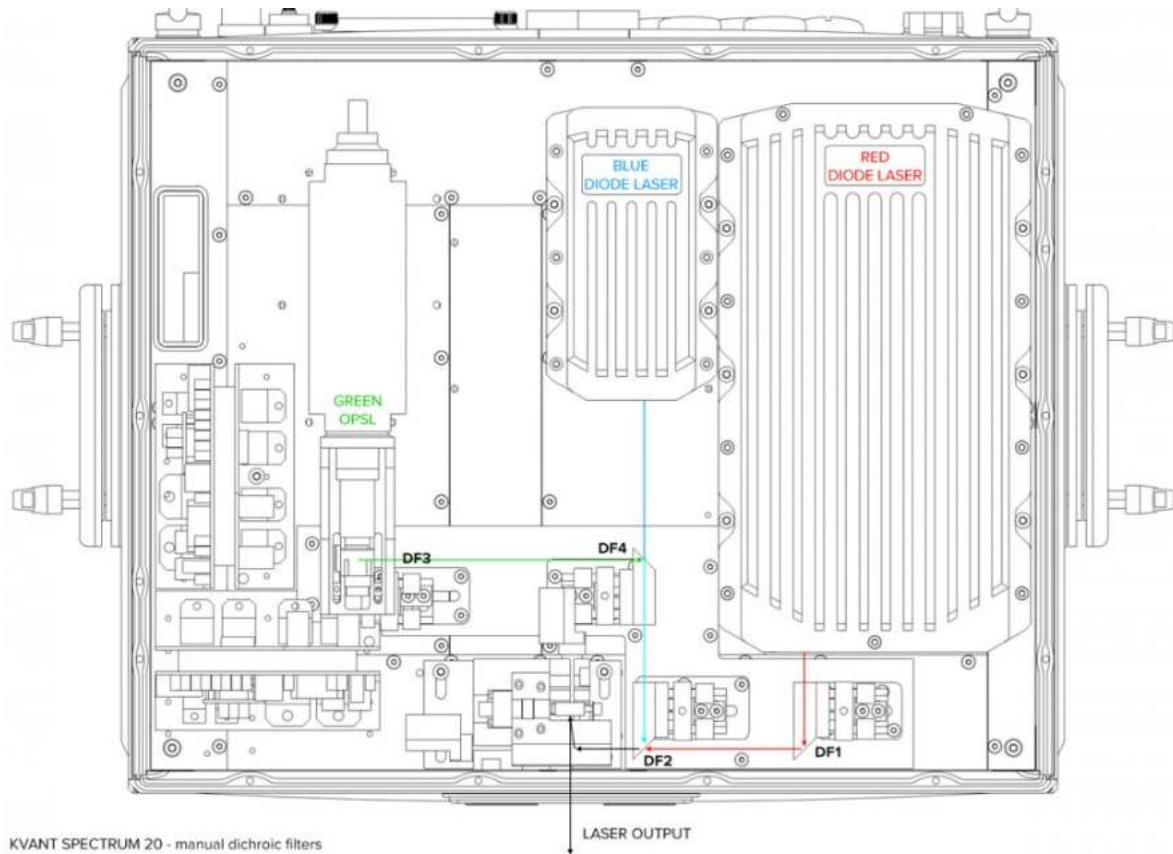 BLUE
DIODE LASER
RED
DIODE LASER
GREEN
OPSL
DF3
DF4
DF2
DF1
LASER OUTPUT
KVANT SPECTRUM 20 - manual dichroic filters